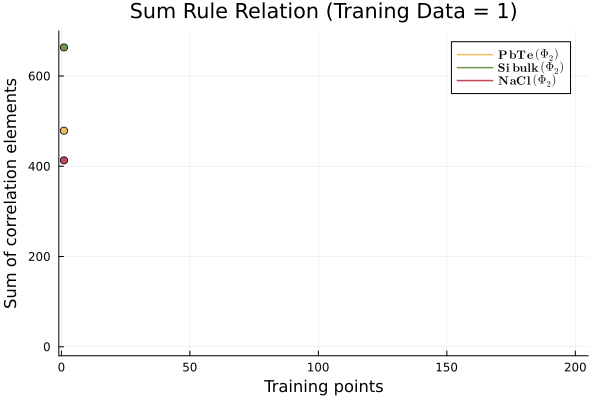 Sum Rule Relation (Traning Data = 1)
Sum of correlation elements
600
400
200
0
PbTe(Φ₂)
Si bulk(Φ₂)
NaCl(Φ₂)
0 50 100 150 200
Training points